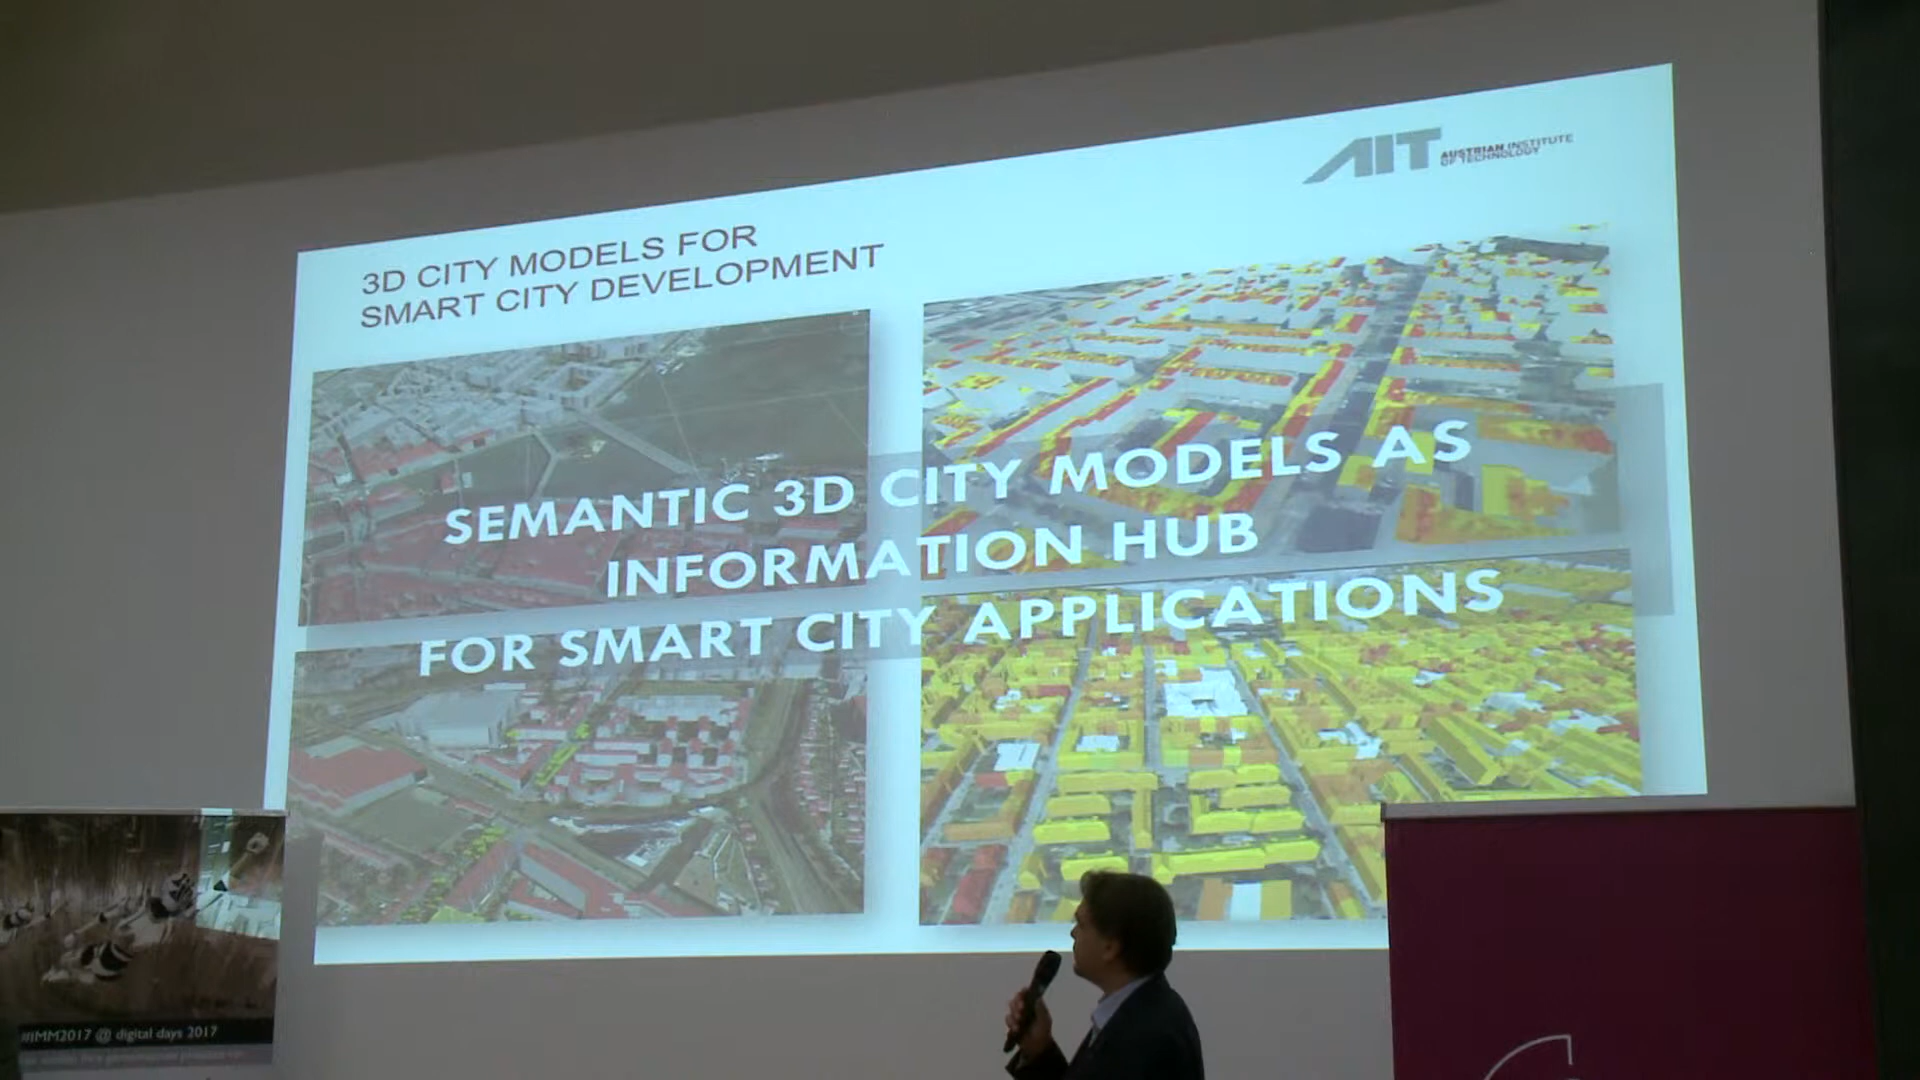 AIT AUSTRIAN INSTITUTE
OF TECHNOLOGY
3D CITY MODELS FOR
SMART CITY DEVELOPMENT
SEMANTIC 3D CITY MODELS AS
INFORMATION HUB
FOR SMART CITY APPLICATIONS
#IMM2017 @ digital days 2017